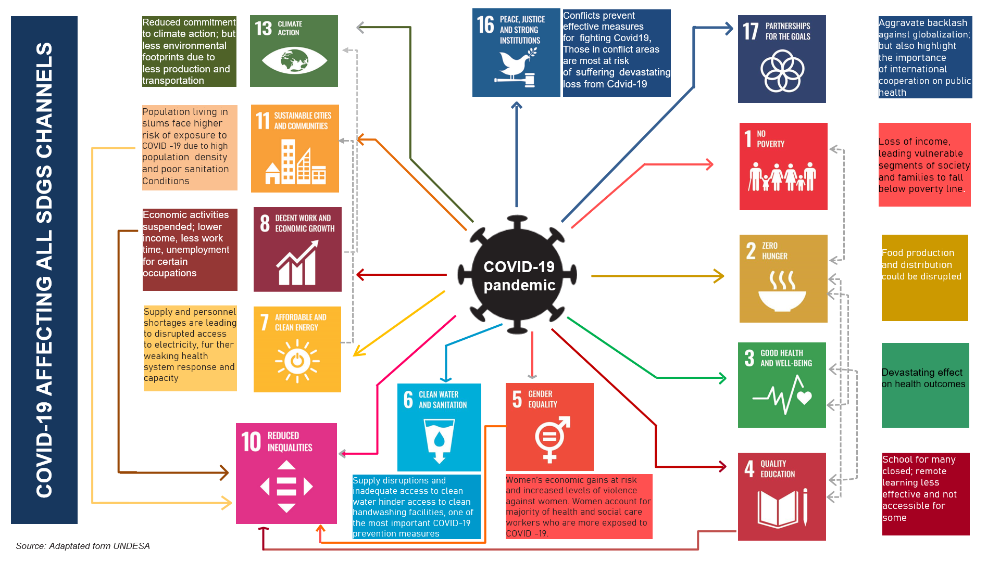 COVID-19 AFFECTING ALL SDGS CHANNELS
Reduced commitment
to climate action; but
less environmental
footprints due to
less production and
transportation
13 CLIMATE
ACTION
16 PEACE, JUSTICE
AND STRONG
INSTITUTIONS
Conflicts prevent
effective measures
for fighting Covid19,
Those in conflict areas
are most at risk
of suffering devastating
loss from Cdvid-19
17 PARTNERSHIPS
FOR THE GOALS
Aggravate backlash
against globalization;
but also highlight
the importance
of international
cooperation on public
health
Population living in
slums face higher
risk of exposure to
COVID -19 due to high
population density
and poor sanitation
Conditions
11 SUSTAINABLE CITIES
AND COMMUNITIES
1 NO
POVERTY
Loss of income,
leading vulnerable
segments of society
and families to fall
below poverty line.
Economic activities
suspended; lower
income, less work
time, unemployment
for certain
occupations
8 DECENT WORK AND
ECONOMIC GROWTH
COVID-19
pandemic
2 ZERO
HUNGER
Food production
and distribution
could be disrupted
Supply and personnel
shortages are leading
to disrupted access
to electricity, fur ther
weaking health
system response and
capacity
7 AFFORDABLE AND
CLEAN ENERGY
3 GOOD HEALTH
AND WELL-BEING
Devastating effect
on health outcomes
10 REDUCED
INEQUALITIES
6 CLEAN WATER
AND SANITATION
Supply disruptions and
inadequate access to clean
water hinder access to clean
handwashing facilities, one of
the most important COVID-19
prevention measures
5 GENDER
EQUALITY
Women's economic gains at risk
and increased levels of violence
against women. Women account for
majority of health and social care
workers who are more exposed to
COVID -19.
4 QUALITY
EDUCATION
School for many
closed; remote
learning less
effective and not
accessible for
some
Source: Adaptated form UNDESA